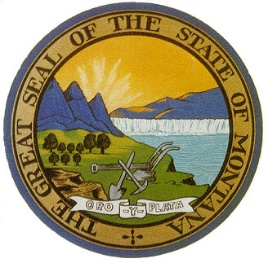 THE GREAT SEAL OF THE STATE OF MONTANA
ORO Y PLATA